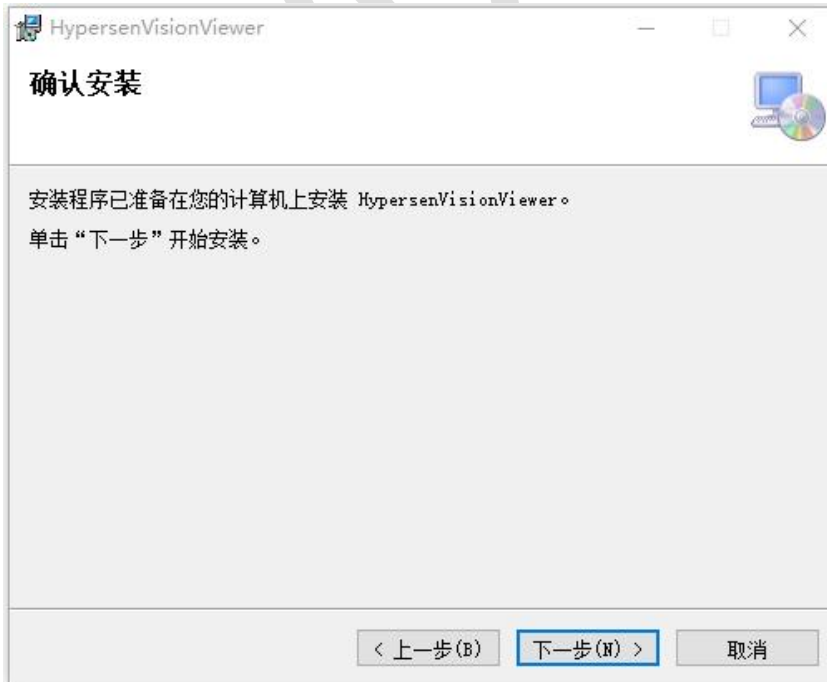 HypersenVisionViewer
确认安装
安装程序已准备在您的计算机上安装 HypersenVisionViewer。
单击“下一步”开始安装。
< 上一步(B)
下一步(N) >
取消